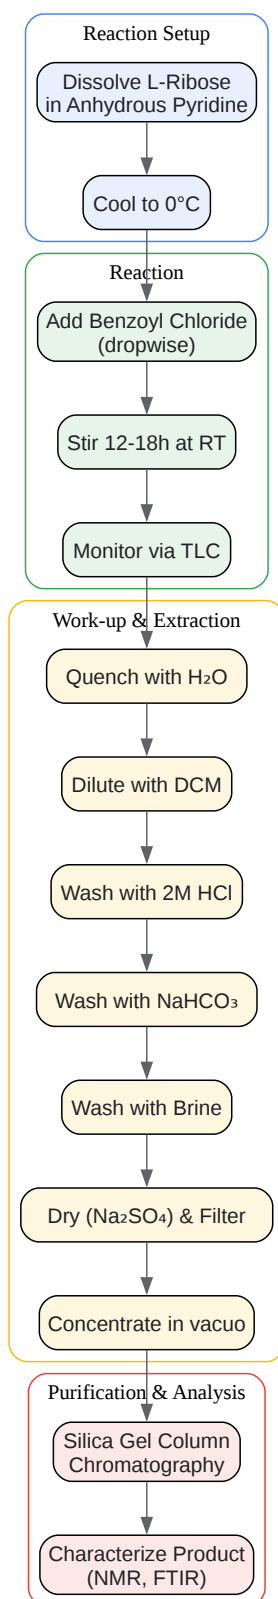 Reaction Setup
Dissolve L-Ribose
in Anhydrous Pyridine
Cool to 0°C
Reaction
Add Benzoyl Chloride
(dropwise)
Stir 12-18h at RT
Monitor via TLC
Work-up & Extraction
Quench with H₂O
Dilute with DCM
Wash with 2M HCl
Wash with NaHCO₃
Wash with Brine
Dry (Na₂SO₄) & Filter
Concentrate in vacuo
Purification & Analysis
Silica Gel Column
Chromatography
Characterize Product
(NMR, FTIR)